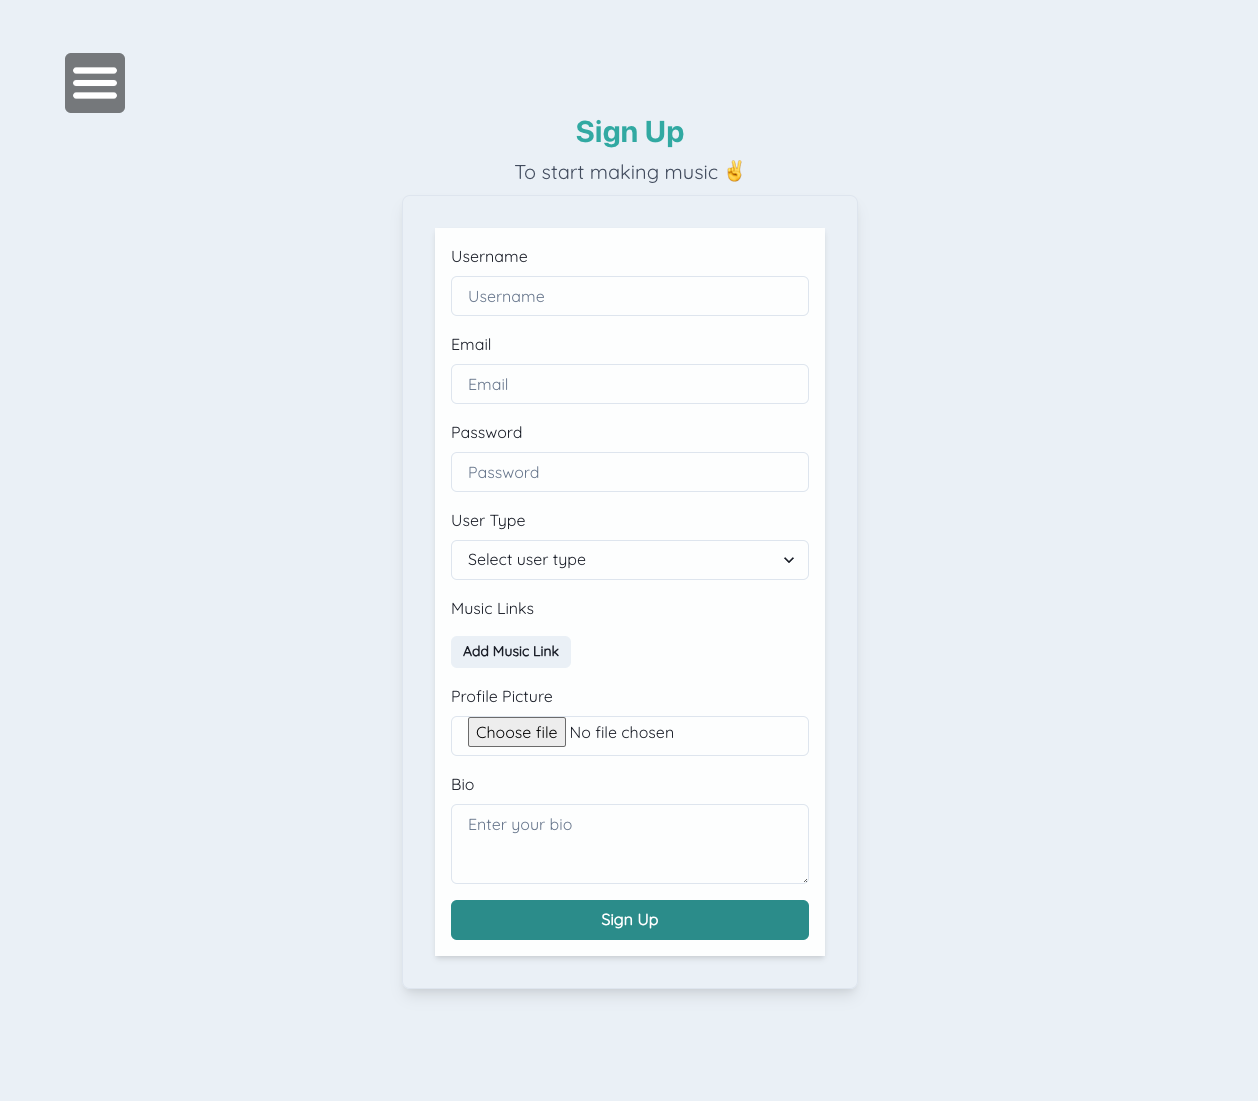 Sign Up
To start making music ✌️
Username
Username
Email
Email
Password
Password
User Type
Select user type
Music Links
Add Music Link
Profile Picture
Choose file No file chosen
Bio
Enter your bio
Sign Up